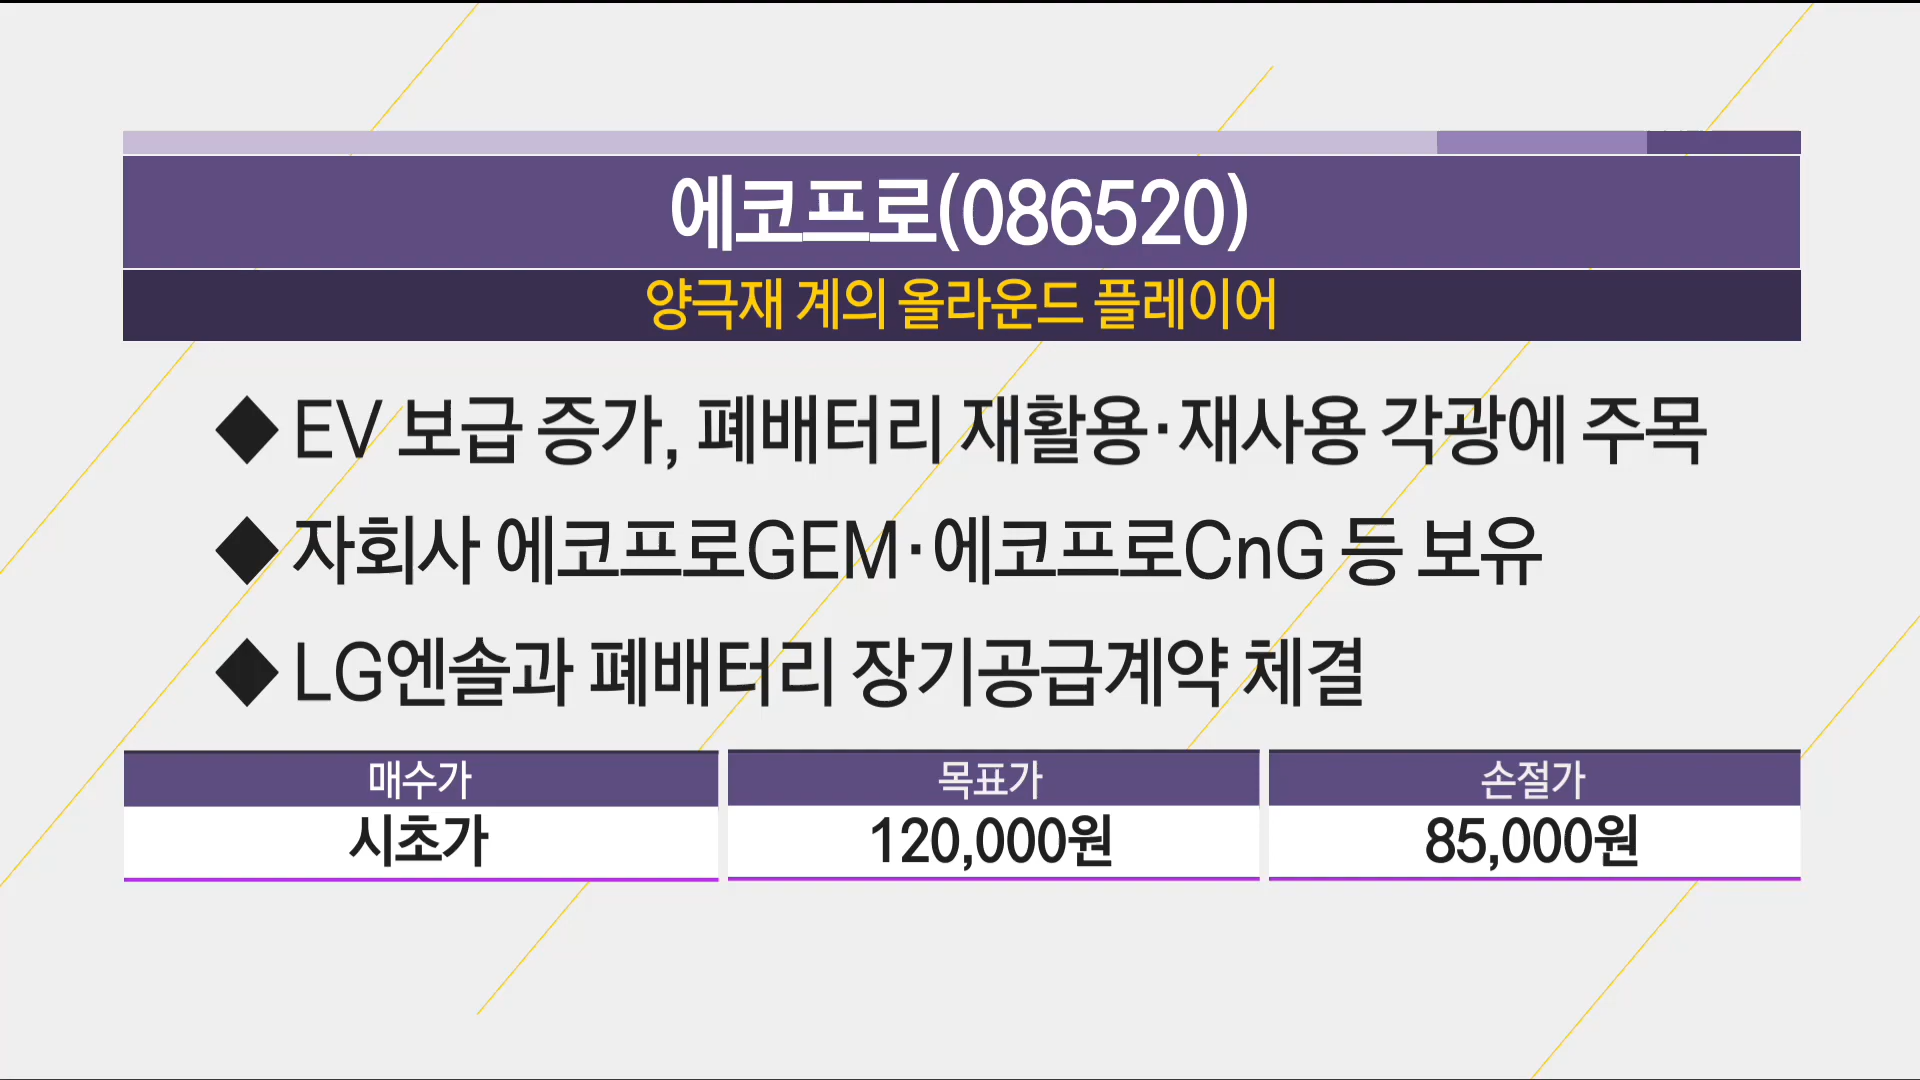 에코프로(086520)
양극재 계의 올라운드 플레이어
◆ EV 보급 증가, 폐배터리 재활용·재사용 각광에 주목
◆ 자회사 에코프로GEM·에코프로CnG 등 보유
◆ LG엔솔과 폐배터리 장기공급계약 체결
매수가 목표가 손절가
시초가 120,000원 85,000원